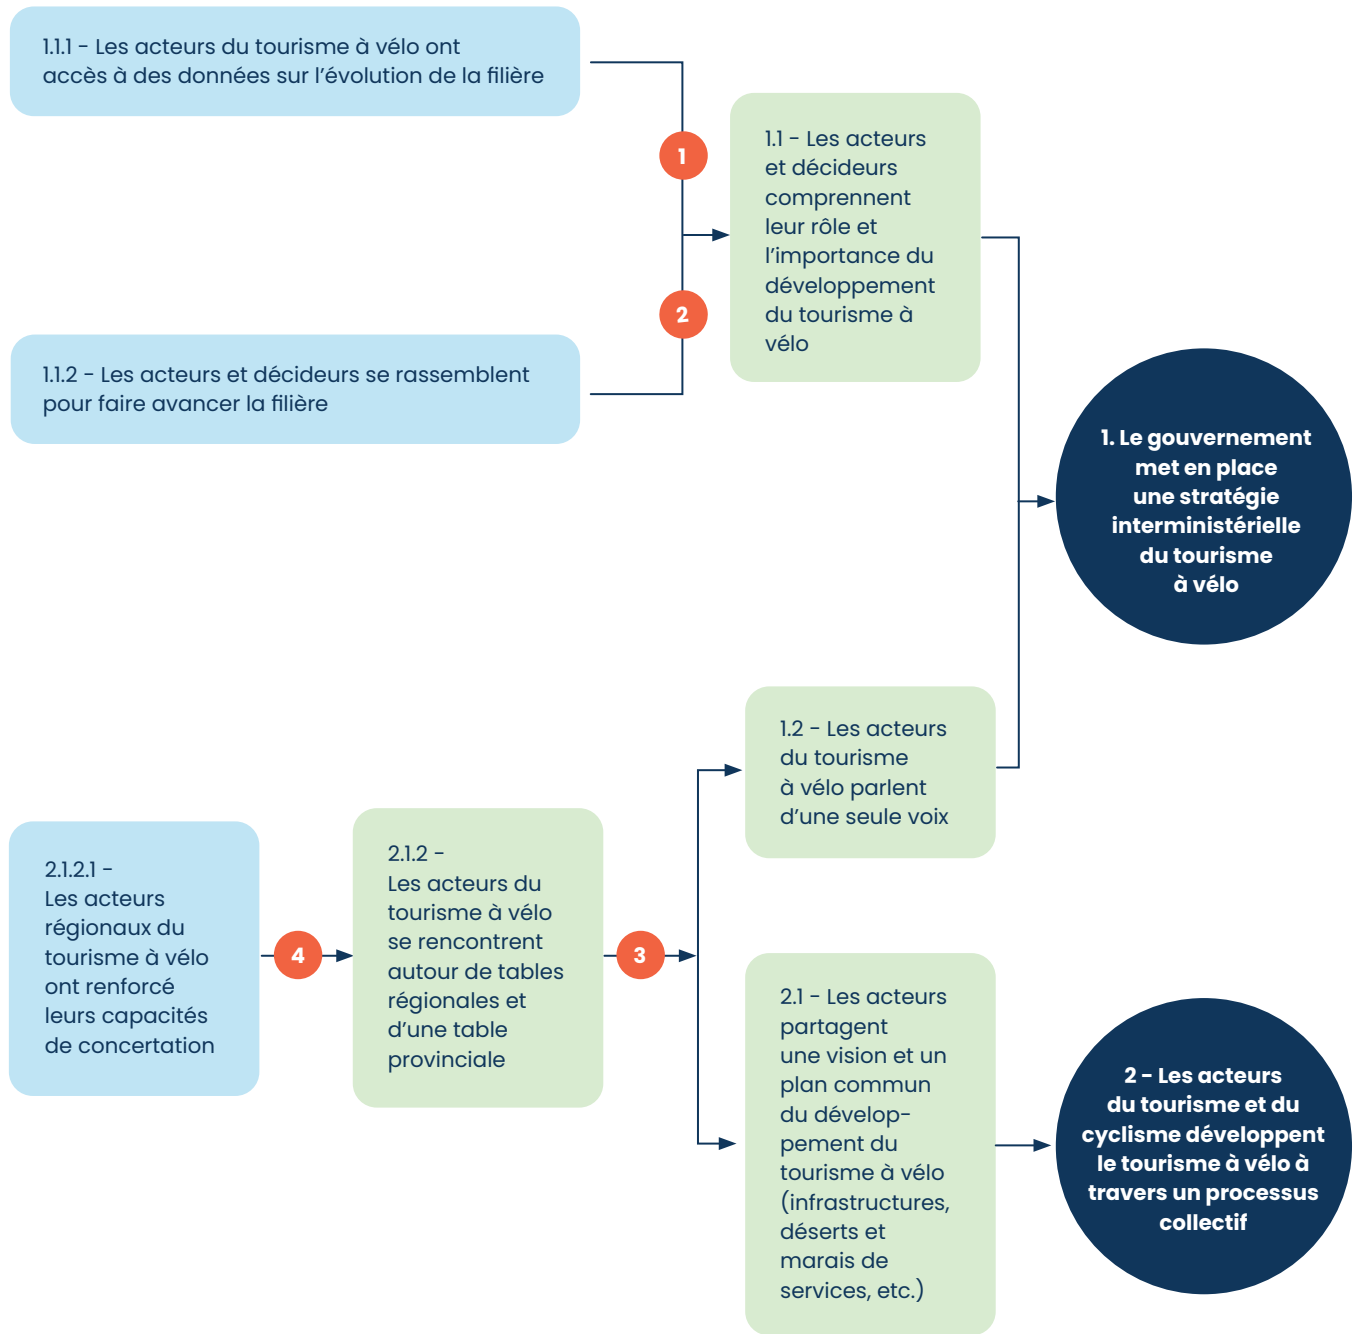 1.1.1 - Les acteurs du tourisme à vélo ont
accès à des données sur l'évolution de la filière
1
1.1 - Les acteurs
et décideurs
comprennent
leur rôle et
l'importance du
développement
du tourisme à
vélo
2
1.1.2 - Les acteurs et décideurs se rassemblent
pour faire avancer la filière
1. Le gouvernement
met en place
une stratégie
interministérielle
du tourisme
à vélo
1.2 - Les acteurs
du tourisme
à vélo parlent
d'une seule voix
2.1.2.1 -
Les acteurs
régionaux du
tourisme à vélo
ont renforcé
leurs capacités
de concertation
4
2.1.2 -
Les acteurs du
tourisme à vélo
se rencontrent
autour de tables
régionales et
d'une table
provinciale
3
2.1 - Les acteurs
partagent
une vision et un
plan commun
du dévelop-
pement du
tourisme à vélo
(infrastructures,
déserts et
marais de
services, etc.)
2 - Les acteurs
du tourisme et du
cyclisme développent
le tourisme à vélo à
travers un processus
collectif